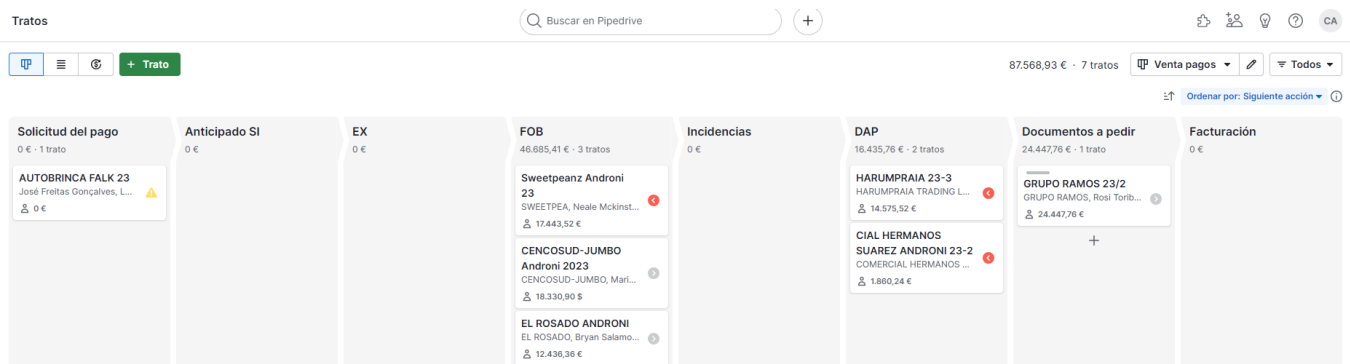 Tratos
Buscar en Pipedrive
CA
+ Trato
87.568,93 € · 7 tratos
Venta pagos
Todos
Ordenar por: Siguiente acción
Solicitud del pago
0 € · 1 trato
AUTOBRINCA FALK 23
José Freitas Gonçalves, L...
0 €
Anticipado SI
0 €
EX
0 €
FOB
46.685,41 € · 3 tratos
Sweetpeanz Androni
23
SWEETPEA, Neale Mckinst...
17.443,52 €
CENCOSUD-JUMBO
Androni 2023
CENCOSUD-JUMBO, Mari...
18.330,90 $
EL ROSADO ANDRONI
EL ROSADO, Bryan Salamo...
12.436,36 €
Incidencias
0 €
DAP
16.435,76 € · 2 tratos
HARUMPRAIA 23-3
HARUMPRAIA TRADING L...
14.575,52 €
CIAL HERMANOS
SUAREZ ANDRONI 23-2
COMERCIAL HERMANOS ...
1.860,24 €
Documentos a pedir
24.447,76 € · 1 trato
GRUPO RAMOS 23/2
GRUPO RAMOS, Rosi Torib...
24.447,76 €
+
Facturación
0 €